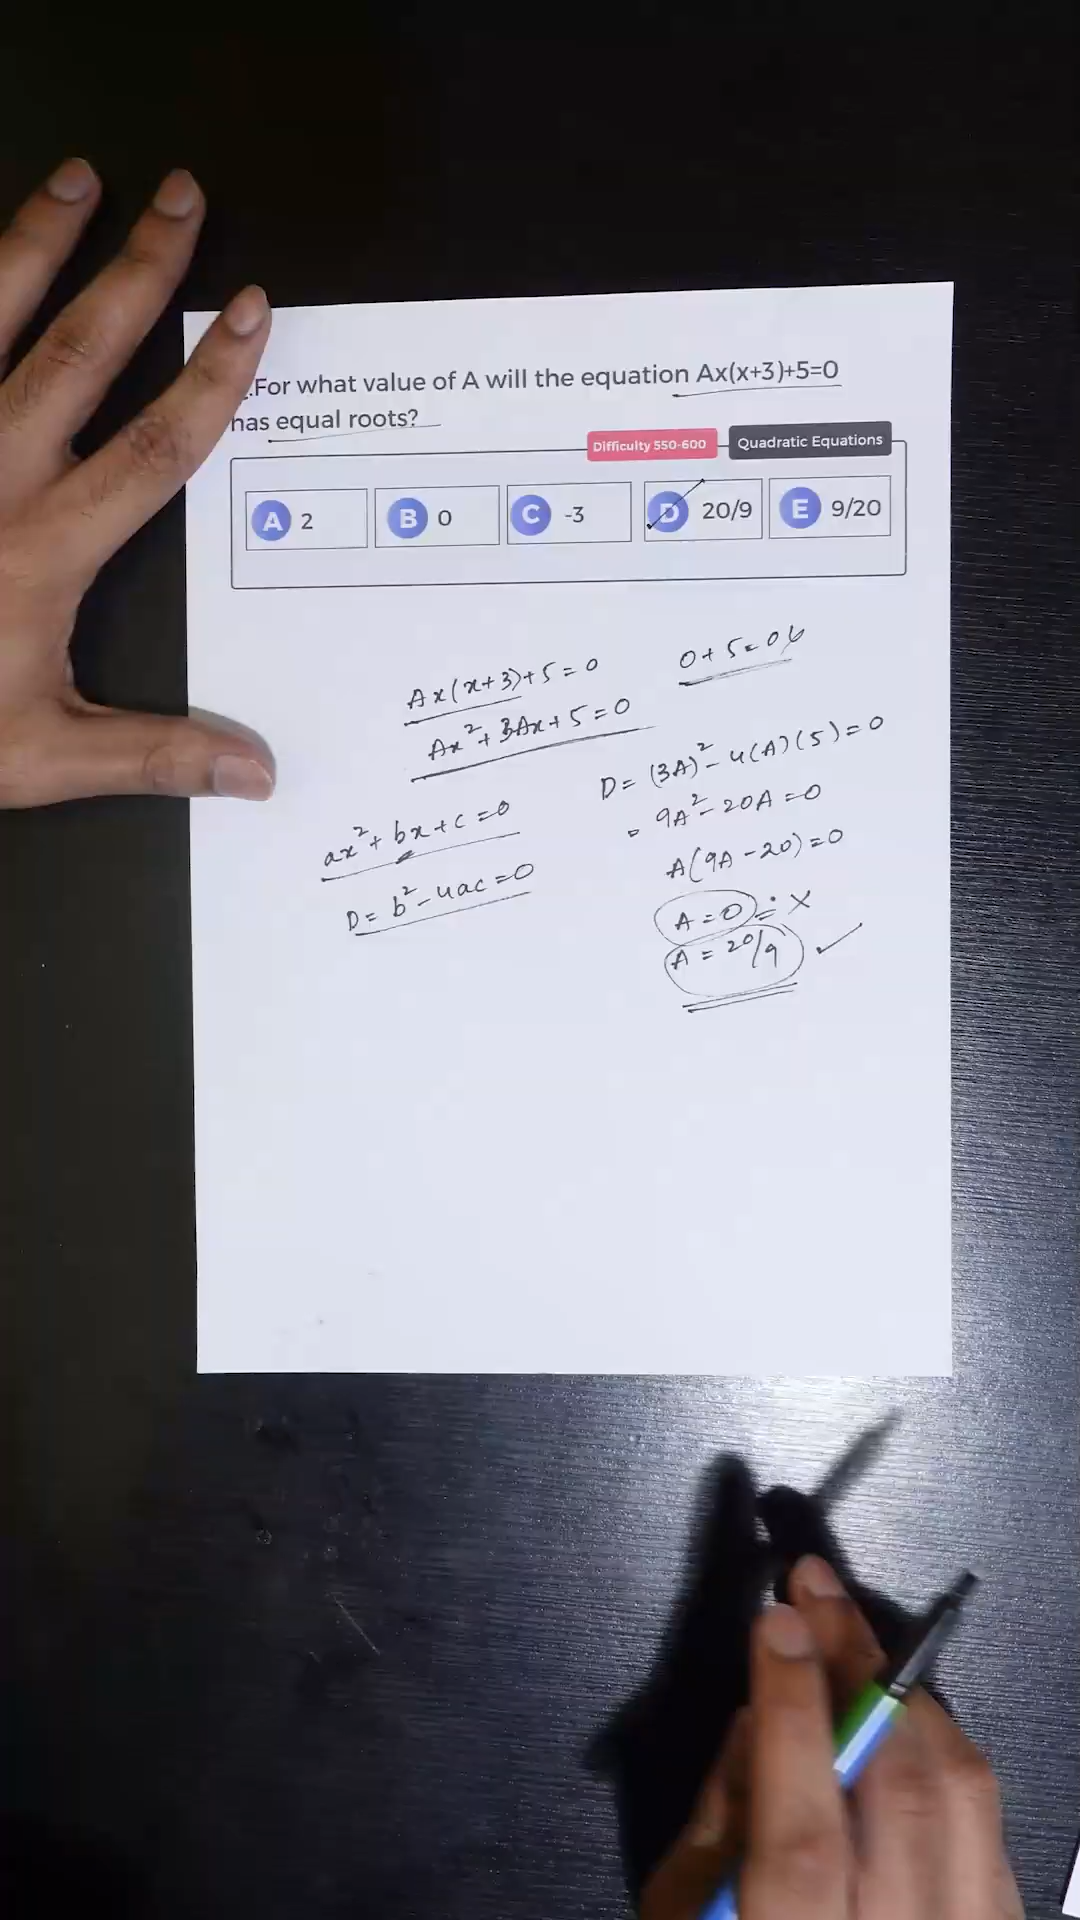 .For what value of A will the equation Ax(x+3)+5=0
has equal roots?
Difficulty 550-600
Quadratic Equations
A 2
B 0
C -3
D 20/9
E 9/20
Ax(x+3)+5=0
Ax²+3Ax+5=0
ax²+bx+c=0
D=b²-4ac=0
0+5=0
D=(3A)²-4(A)(5)=0
= 9A²-20A=0
A(9A-20)=0
A=0 X
A=20/9 ✓